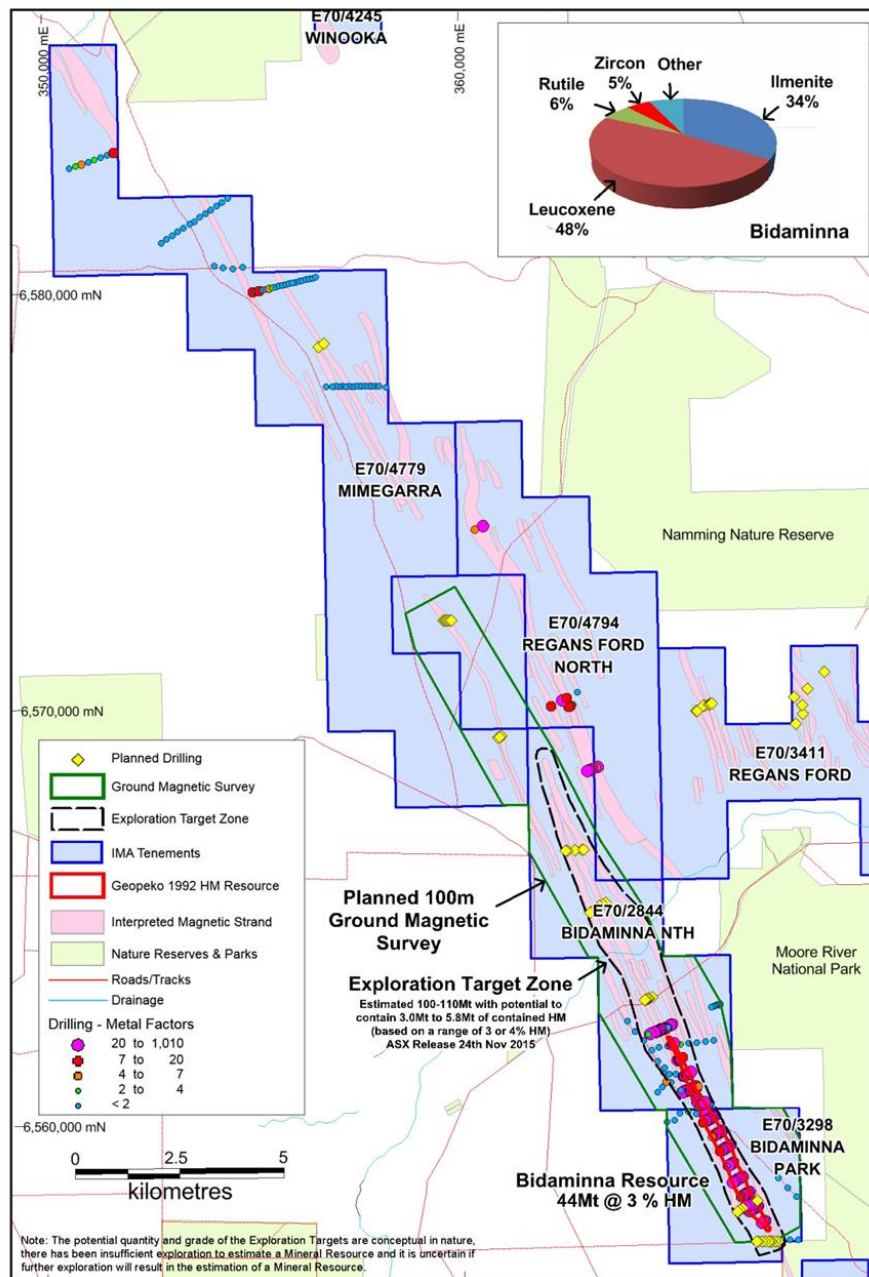 E70/4245
WINOOKA
350,000 mE
360,000 mE
Zircon
5%
Other
Rutile
6%
Ilmenite
34%
Leucoxene
48%
Bidaminna
6,580,000 mN
E70/4779
MIMEGARRA
Namming Nature Reserve
E70/4794
REGANS FORD
NORTH
6,570,000 mN
E70/3411
REGANS FORD
Planned Drilling
Ground Magnetic Survey
Exploration Target Zone
IMA Tenements
Geopeko 1992 HM Resource
Interpreted Magnetic Strand
Nature Reserves & Parks
Roads/Tracks
Drainage
Drilling - Metal Factors
20 to 1,010
7 to 20
4 to 7
2 to 4
< 2
Planned 100m
Ground Magnetic
Survey
E70/2844
BIDAMINNA NTH
Moore River
National Park
Exploration Target Zone
Estimated 100-110Mt with potential to
contain 3.0Mt to 5.8Mt of contained HM
(based on a range of 3 or 4% HM)
ASX Release 24th Nov 2015
6,560,000 mN
E70/3298
BIDAMINNA
PARK
0 2.5 5
kilometres
Bidaminna Resource
44Mt @ 3 % HM
Note: The potential quantity and grade of the Exploration Targets are conceptual in nature,
there has been insufficient exploration to estimate a Mineral Resource and it is uncertain if
further exploration will result in the estimation of a Mineral Resource.